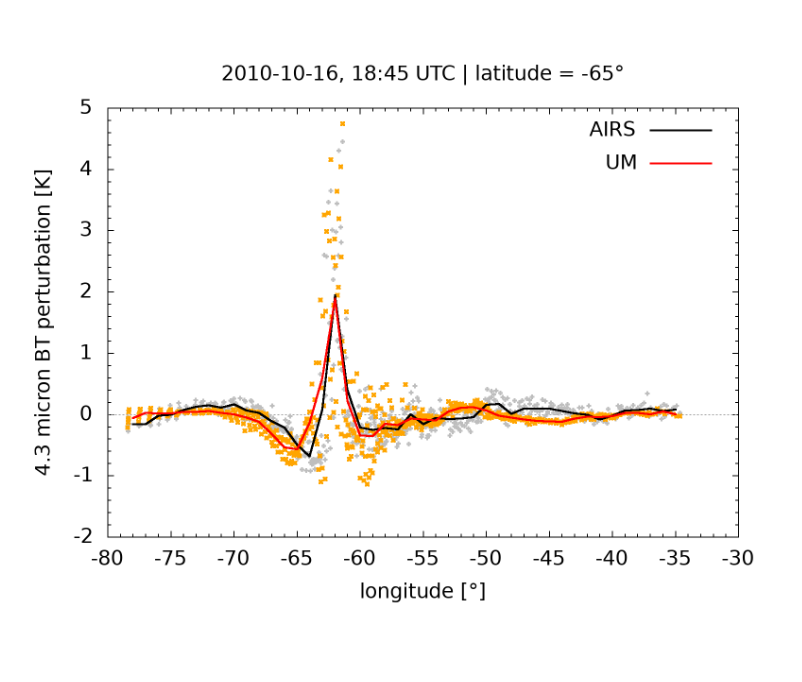 2010-10-16, 18:45 UTC | latitude = -65°
5
4
3
2
1
0
-1
-2
4.3 micron BT perturbation [K]
AIRS
UM
-80 -75 -70 -65 -60 -55 -50 -45 -40 -35 -30
longitude [°]